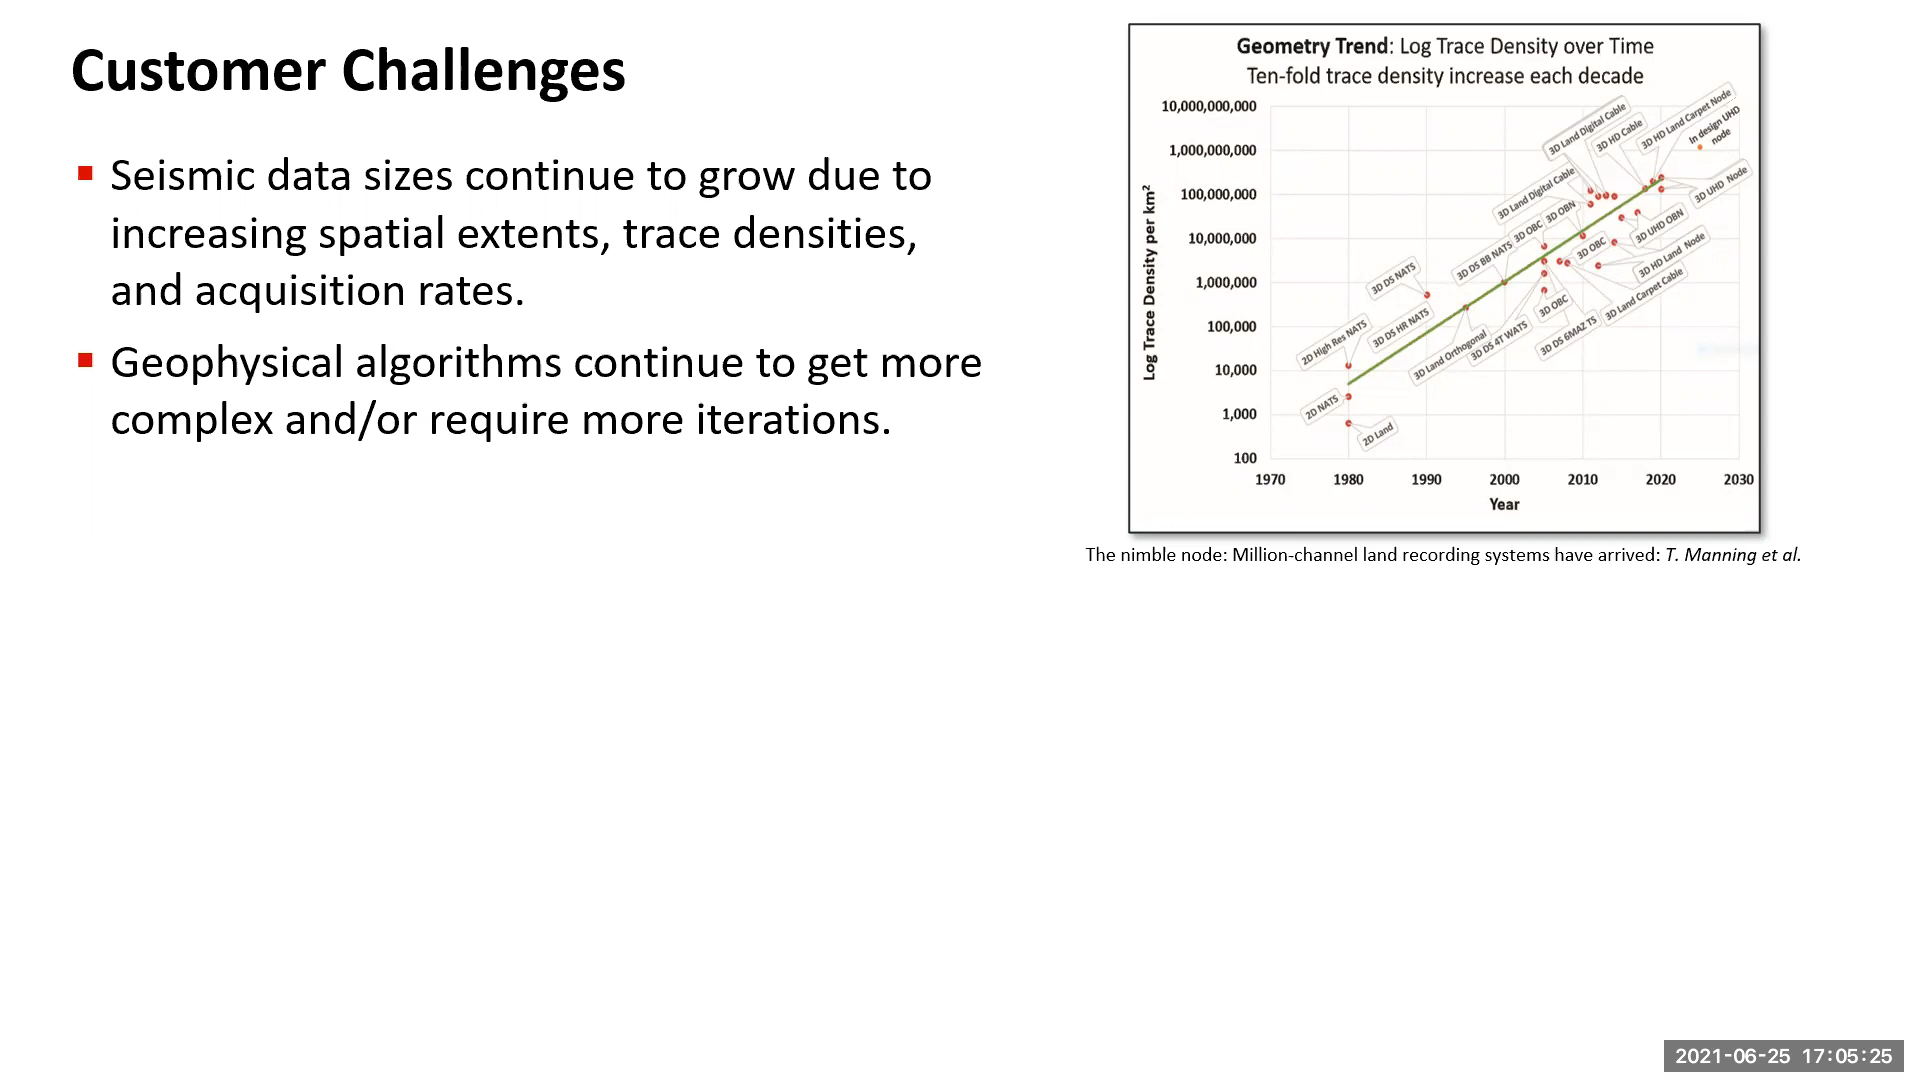 Customer Challenges
Seismic data sizes continue to grow due to
increasing spatial extents, trace densities,
and acquisition rates.
Geophysical algorithms continue to get more
complex and/or require more iterations.
Geometry Trend: Log Trace Density over Time
Ten-fold trace density increase each decade
Log Trace Density per km²
10,000,000,000
1,000,000,000
100,000,000
10,000,000
1,000,000
100,000
10,000
1,000
100
3D Land Digital Cable
3D HD Cable
3D HD Land Carpet Node
In design UHD
node
3D Land Digital Cable
3D UHD Node
3D OBN
3D OBC
3D UHD OBN
3D DS BB NATS
3D OBC
3D HD Land Node
3D DS NATS
3D Land Carpet Cable
3D OBC
2D High Res NATS
3D DS HR NATS
3D Land Orthogonal
3D DS 4T WATS
3D DS 6MAZ TS
2D NATS
2D Land
1970
1980
1990
2000
2010
2020
2030
Year
The nimble node: Million-channel land recording systems have arrived: T. Manning et al.
2021-06-25 17:05:25